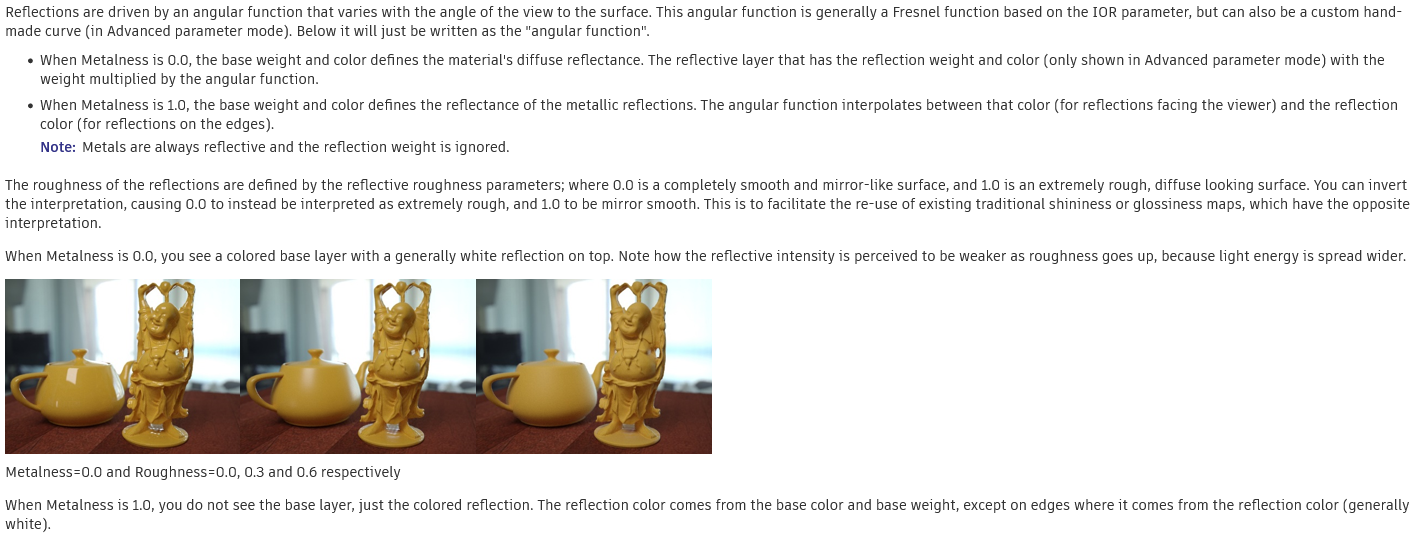 Reflections are driven by an angular function that varies with the angle of the view to the surface. This angular function is generally a Fresnel function based on the IOR parameter, but can also be a custom hand-
made curve (in Advanced parameter mode). Below it will just be written as the "angular function".
• When Metalness is 0.0, the base weight and color defines the material's diffuse reflectance. The reflective layer that has the reflection weight and color (only shown in Advanced parameter mode) with the
weight multiplied by the angular function.
• When Metalness is 1.0, the base weight and color defines the reflectance of the metallic reflections. The angular function interpolates between that color (for reflections facing the viewer) and the reflection
color (for reflections on the edges).
Note: Metals are always reflective and the reflection weight is ignored.
The roughness of the reflections are defined by the reflective roughness parameters; where 0.0 is a completely smooth and mirror-like surface, and 1.0 is an extremely rough, diffuse looking surface. You can invert
the interpretation, causing 0.0 to instead be interpreted as extremely rough, and 1.0 to be mirror smooth. This is to facilitate the re-use of existing traditional shininess or glossiness maps, which have the opposite
interpretation.
When Metalness is 0.0, you see a colored base layer with a generally white reflection on top. Note how the reflective intensity is perceived to be weaker as roughness goes up, because light energy is spread wider.
Metalness=0.0 and Roughness=0.0, 0.3 and 0.6 respectively
When Metalness is 1.0, you do not see the base layer, just the colored reflection. The reflection color comes from the base color and base weight, except on edges where it comes from the reflection color (generally
white).